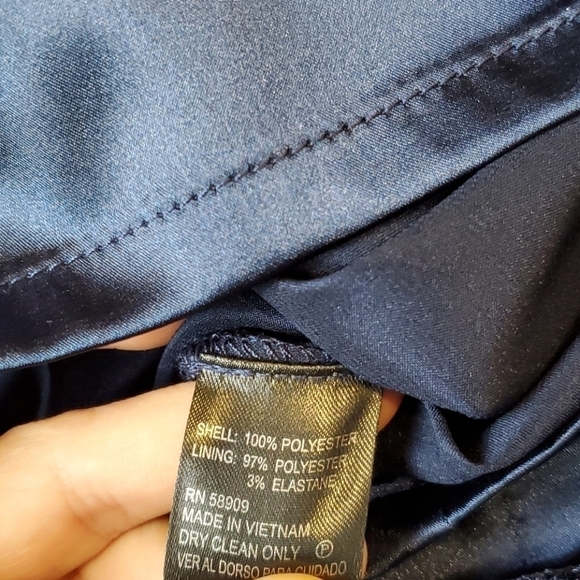 SHELL: 100% POLYESTER
LINING: 97% POLYESTER
3% ELASTANE
RN 58909
MADE IN VIETNAM
DRY CLEAN ONLY Ⓟ
VER AL DORSO PARA CUIDADO